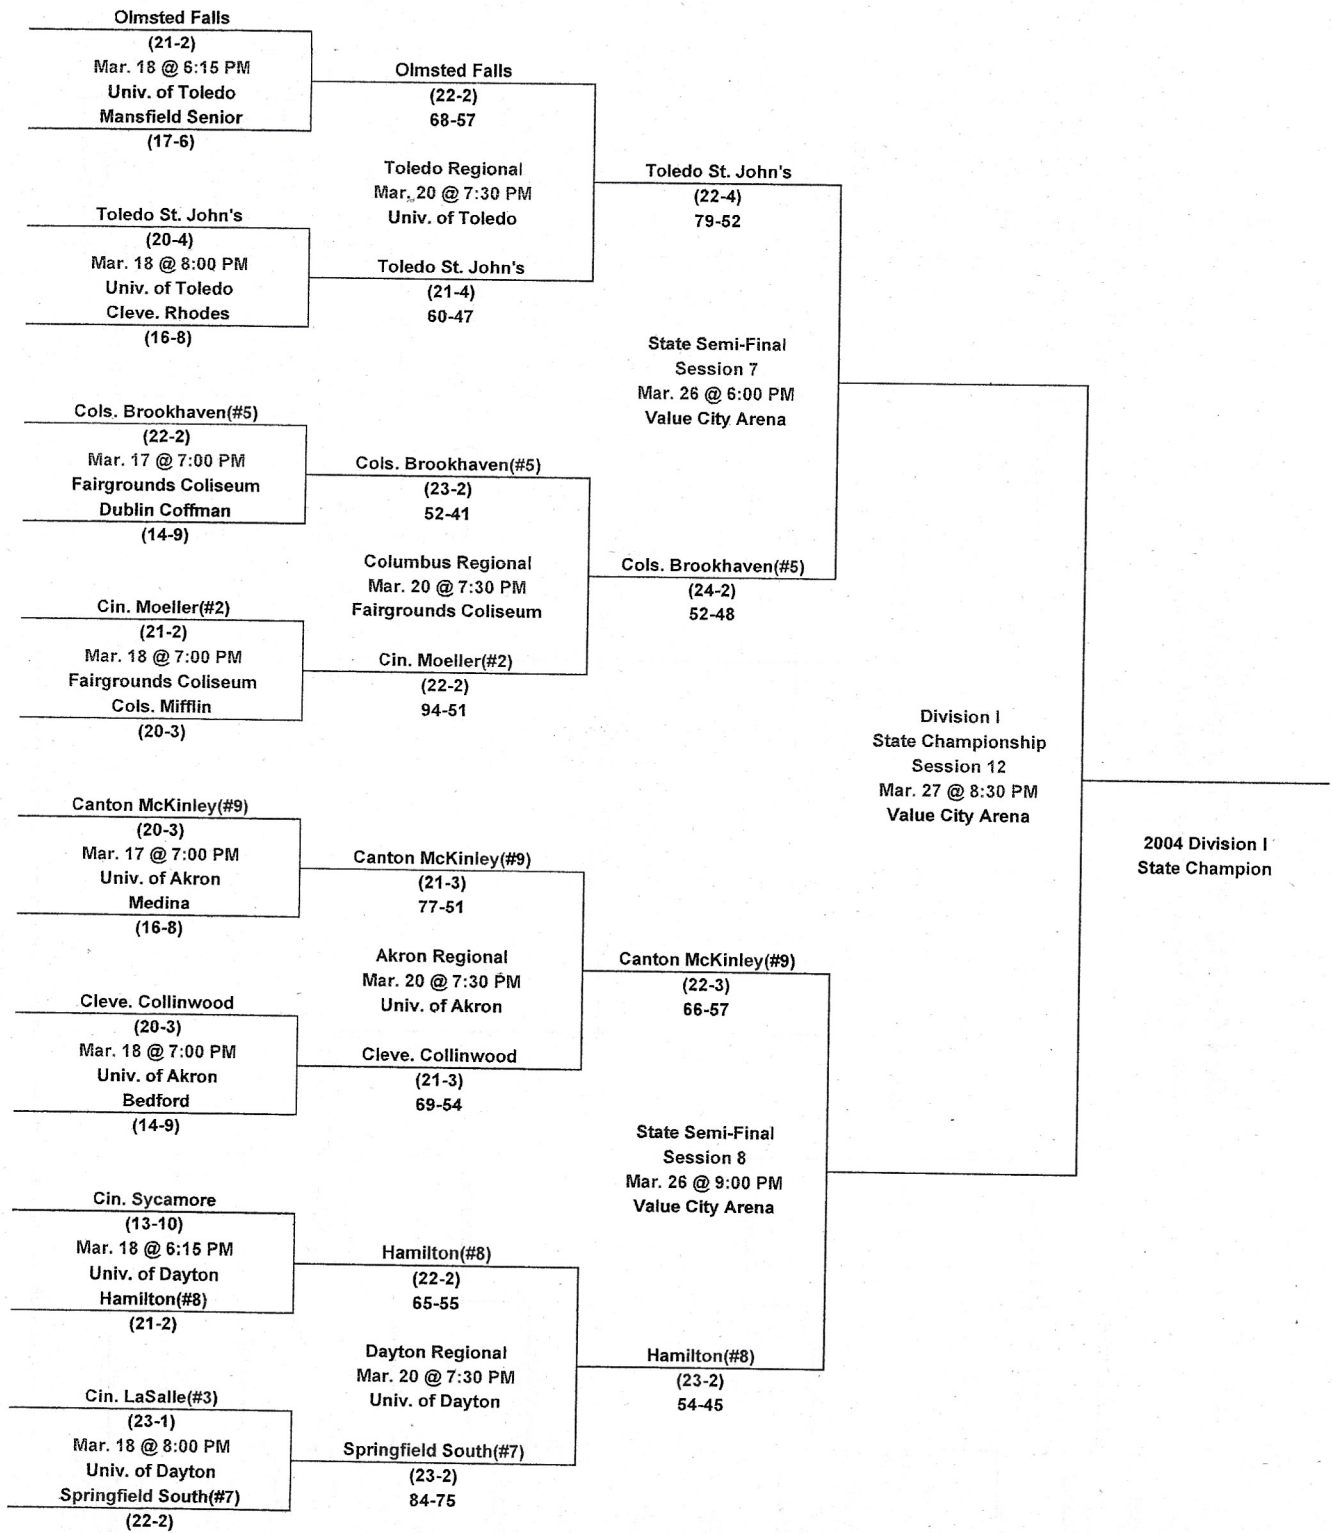 Olmsted Falls
(21-2)
Mar. 18 @ 6:15 PM
Univ. of Toledo
Mansfield Senior
(17-6)
Toledo St. John's
(20-4)
Mar. 18 @ 8:00 PM
Univ. of Toledo
Cleve. Rhodes
(16-8)
Cols. Brookhaven(#5)
(22-2)
Mar. 17 @ 7:00 PM
Fairgrounds Coliseum
Dublin Coffman
(14-9)
Cin. Moeller(#2)
(21-2)
Mar. 18 @ 7:00 PM
Fairgrounds Coliseum
Cols. Mifflin
(20-3)
Canton McKinley(#9)
(20-3)
Mar. 17 @ 7:00 PM
Univ. of Akron
Medina
(16-8)
Cleve. Collinwood
(20-3)
Mar. 18 @ 7:00 PM
Univ. of Akron
Bedford
(14-9)
Cin. Sycamore
(13-10)
Mar. 18 @ 6:15 PM
Univ. of Dayton
Hamilton(#8)
(21-2)
Cin. LaSalle(#3)
(23-1)
Mar. 18 @ 8:00 PM
Univ. of Dayton
Springfield South(#7)
(22-2)
Olmsted Falls
(22-2)
68-57
Toledo Regional
Mar. 20 @ 7:30 PM
Univ. of Toledo
Toledo St. John's
(21-4)
60-47
Cols. Brookhaven(#5)
(23-2)
52-41
Columbus Regional
Mar. 20 @ 7:30 PM
Fairgrounds Coliseum
Cin. Moeller(#2)
(22-2)
94-51
Canton McKinley(#9)
(21-3)
77-51
Akron Regional
Mar. 20 @ 7:30 PM
Univ. of Akron
Cleve. Collinwood
(21-3)
69-54
Hamilton(#8)
(22-2)
65-55
Dayton Regional
Mar. 20 @ 7:30 PM
Univ. of Dayton
Springfield South(#7)
(23-2)
84-75
Toledo St. John's
(22-4)
79-52
State Semi-Final
Session 7
Mar. 26 @ 6:00 PM
Value City Arena
Cols. Brookhaven(#5)
(24-2)
52-48
Canton McKinley(#9)
(22-3)
66-57
State Semi-Final
Session 8
Mar. 26 @ 9:00 PM
Value City Arena
Hamilton(#8)
(23-2)
54-45
Division I
State Championship
Session 12
Mar. 27 @ 8:30 PM
Value City Arena
2004 Division I
State Champion